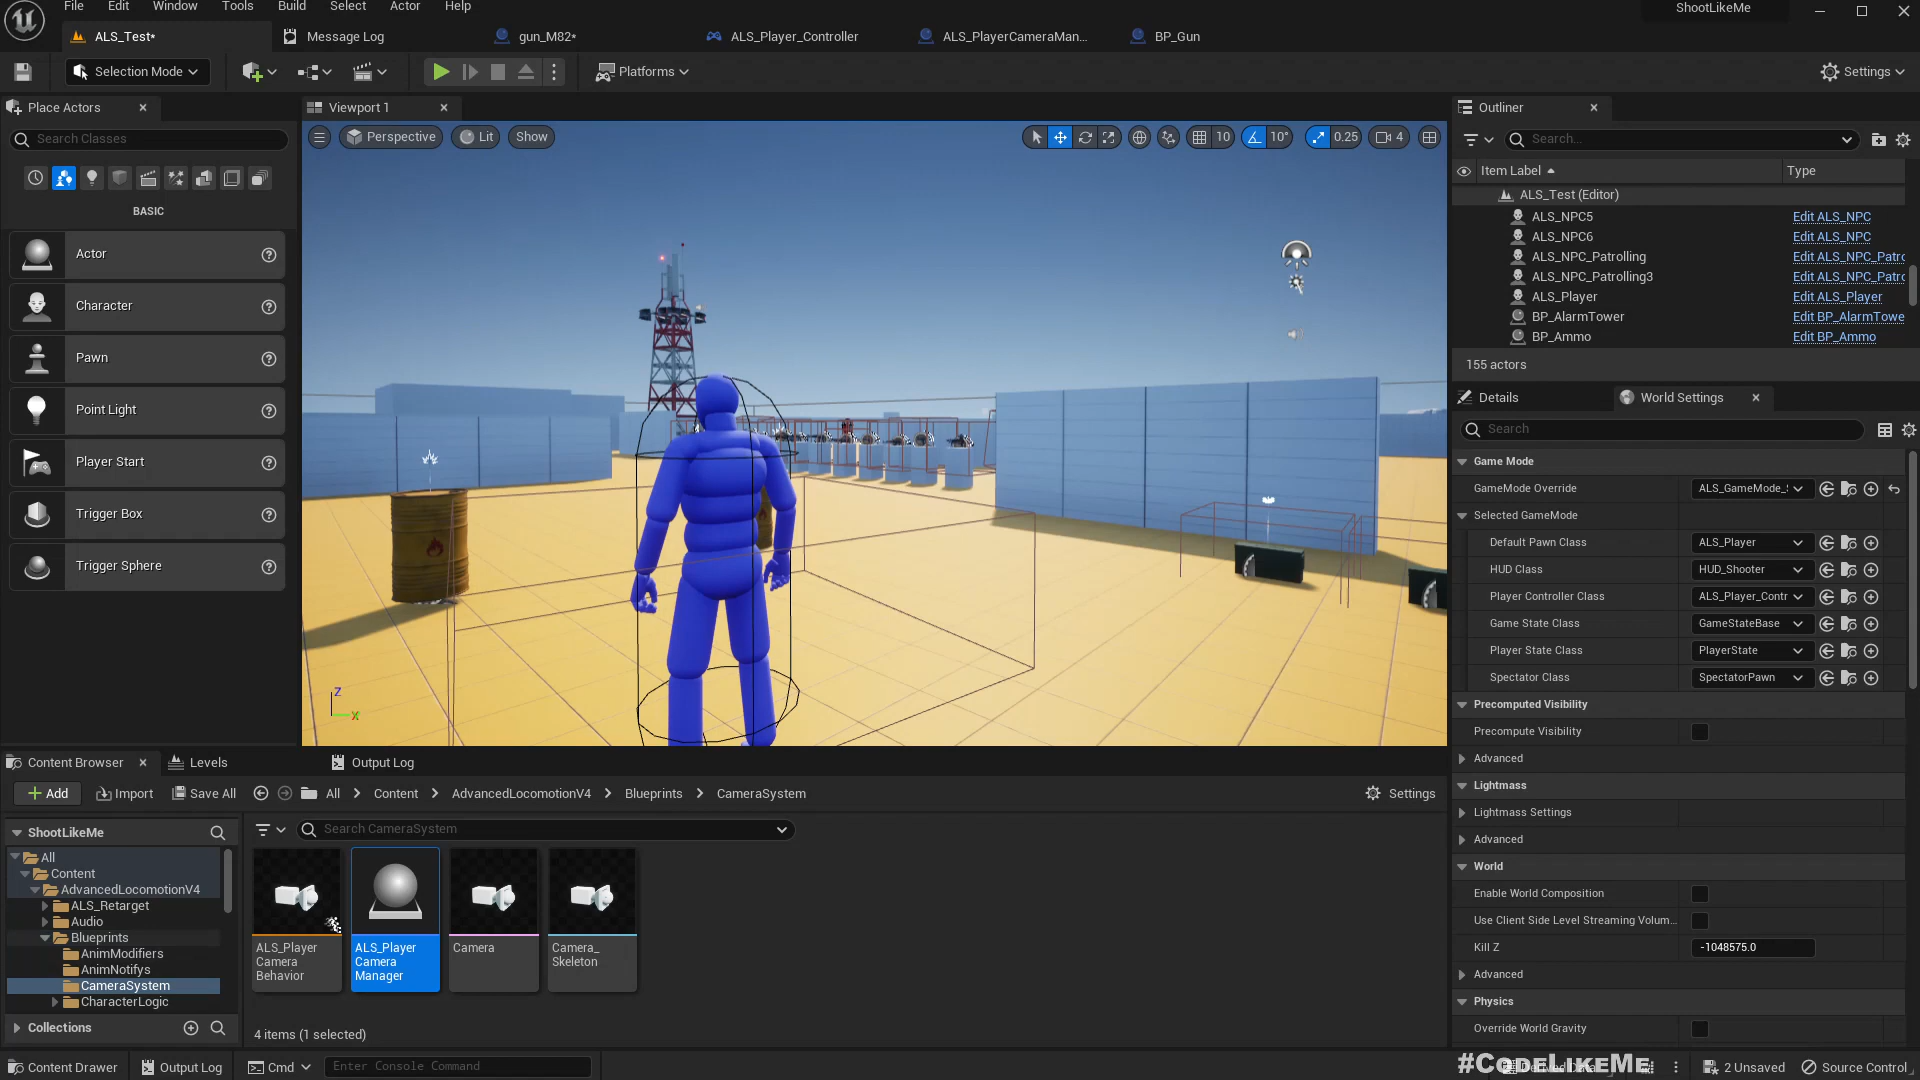 File Edit Window Tools Build Select Actor Help
ShootLikeMe
ALS_Test* Message Log gun_M82* ALS_Player_Controller ALS_PlayerCameraMan... BP_Gun
Selection Mode Platforms Settings
Place Actors Viewport 1 Outliner
Search Classes
Perspective Lit Show 10 10° 0.25 4
Search...
Item Label Type
BASIC
ALS_Test (Editor)
ALS_NPC5 Edit ALS_NPC
ALS_NPC6 Edit ALS_NPC
ALS_NPC_Patrolling Edit ALS_NPC_Patrc
ALS_NPC_Patrolling3 Edit ALS_NPC_Patrc
ALS_Player Edit ALS_Player
BP_AlarmTower Edit BP_AlarmTowe
BP_Ammo Edit BP_Ammo
155 actors
Actor
Character
Pawn
Point Light
Player Start
Trigger Box
Trigger Sphere
Z
X
Details World Settings
Search
Game Mode
GameMode Override ALS_GameMode_S
Selected GameMode
Default Pawn Class ALS_Player
HUD Class HUD_Shooter
Player Controller Class ALS_Player_Contr
Game State Class GameStateBase
Player State Class PlayerState
Spectator Class SpectatorPawn
Precomputed Visibility
Precompute Visibility
Advanced
Lightmass
Lightmass Settings
Advanced
World
Enable World Composition
Use Client Side Level Streaming Volum...
Kill Z -1048575.0
Advanced
Physics
Override World Gravity
Content Browser Levels Output Log
Add Import Save All All Content AdvancedLocomotionV4 Blueprints CameraSystem Settings
ShootLikeMe
Search CameraSystem
All
Content
AdvancedLocomotionV4
ALS_Retarget
Audio
Blueprints
AnimModifiers
AnimNotifys
CameraSystem
CharacterLogic
Collections
ALS_Player
Camera
Behavior
ALS_Player
Camera
Manager
Camera
Camera_
Skeleton
4 items (1 selected)
Content Drawer Output Log Cmd Enter Console Command
#CODELIKEME
2 Unsaved Source Control